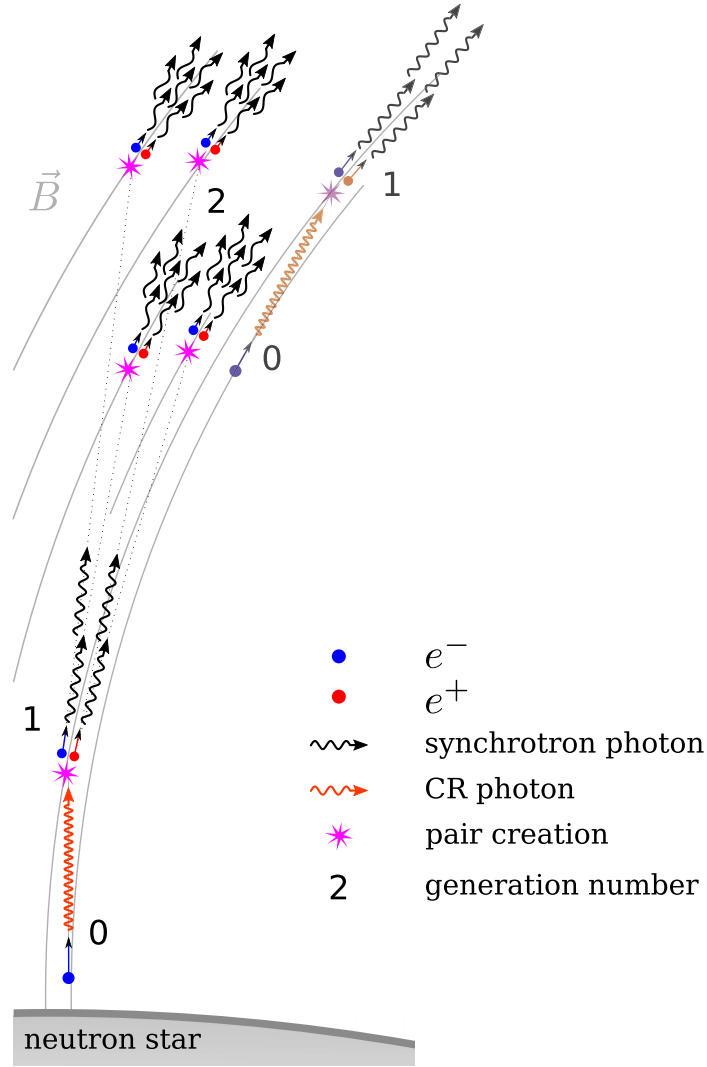 B⃗
2
1
0
1
e⁻
e⁺
synchrotron photon
CR photon
pair creation
2 generation number
0
neutron star